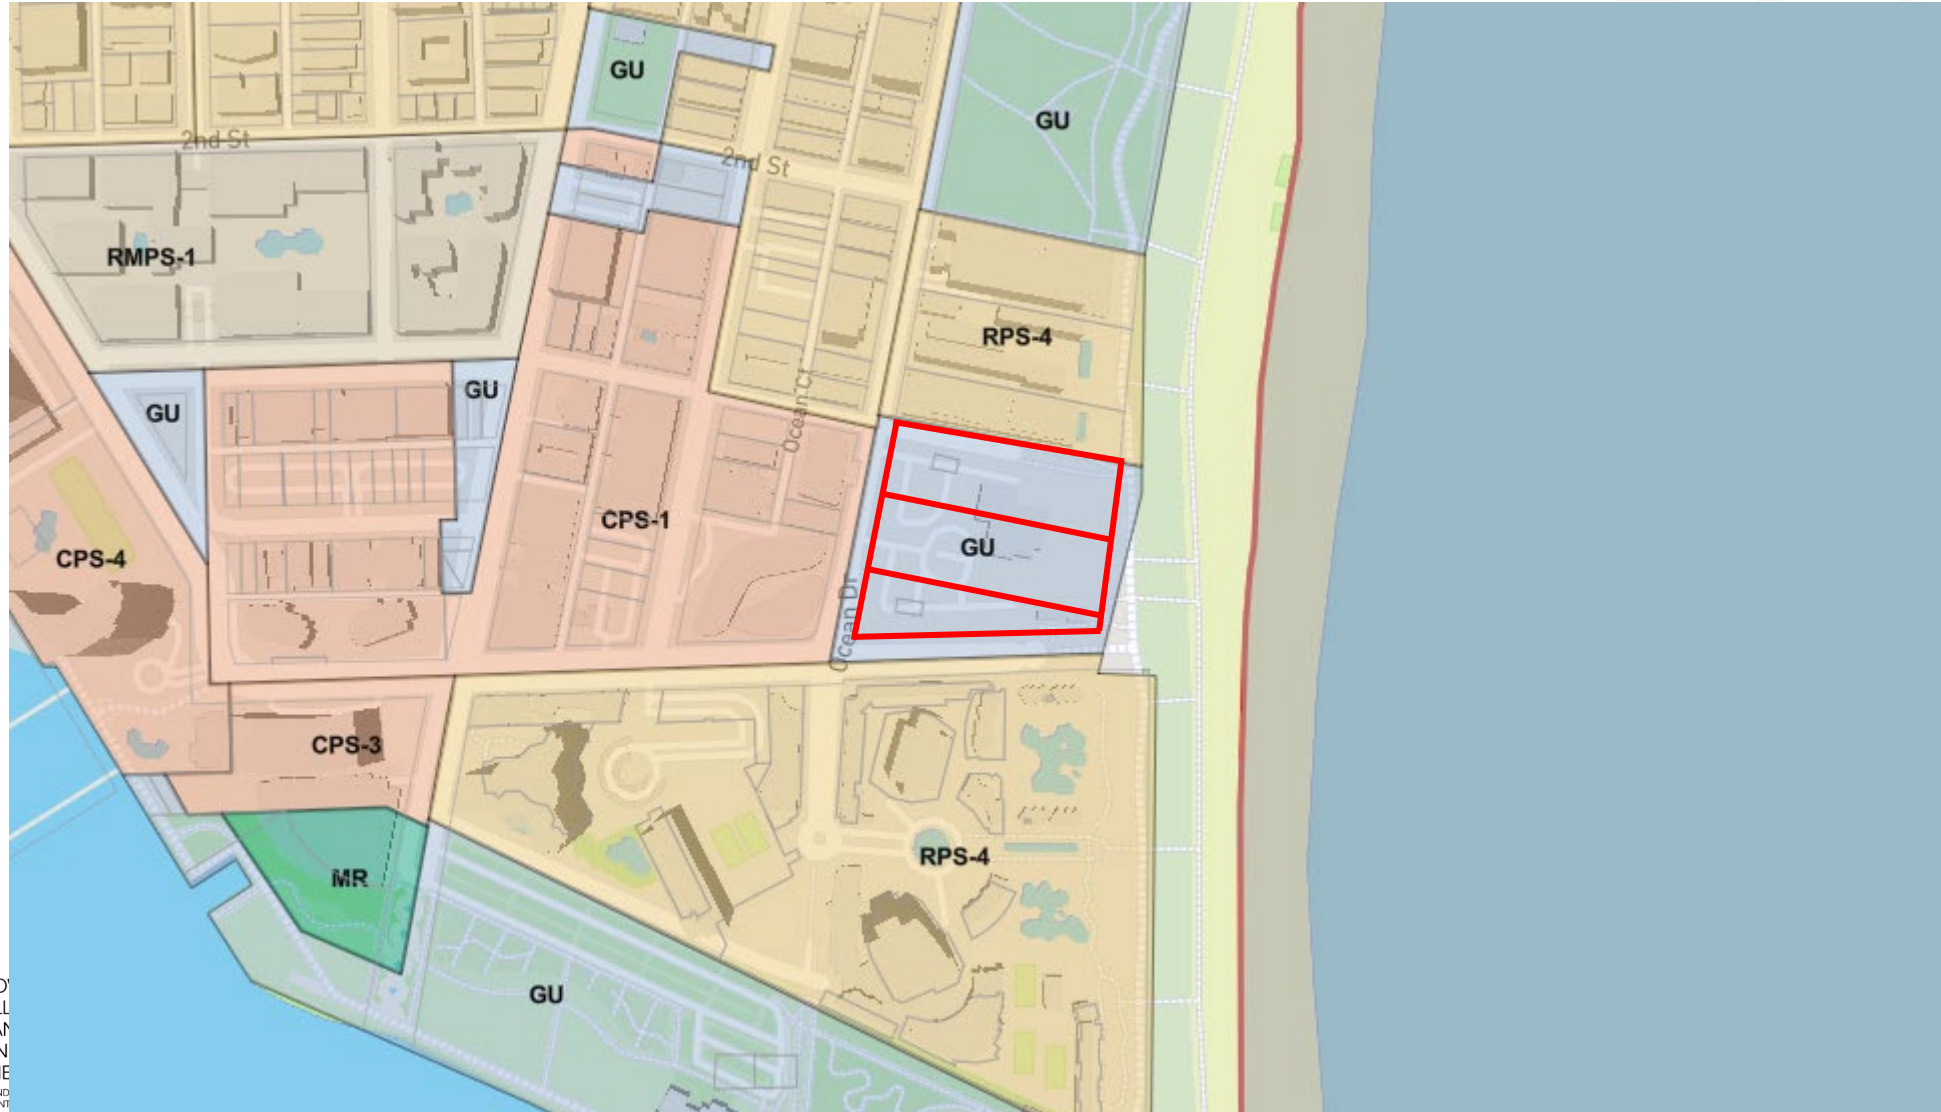 GU
GU
2nd St
2nd St
RMPS-1
RPS-4
GU
GU
Ocean Ct
CPS-1
GU
CPS-4
Ocean Dr
CPS-3
RPS-4
MR
GU